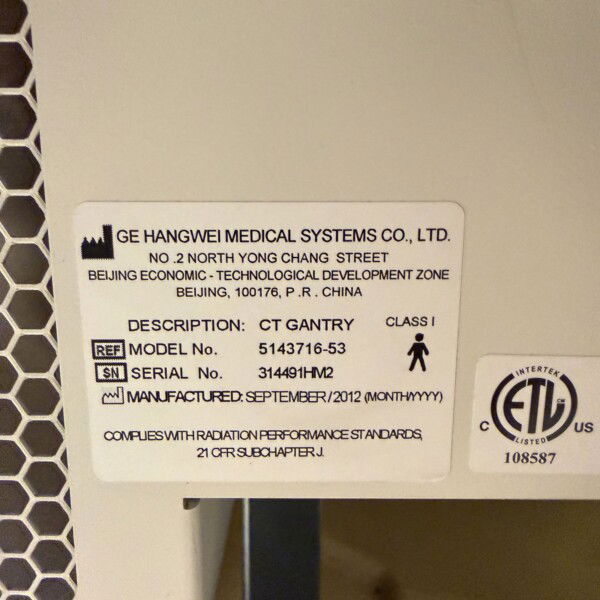 GE HANGWEI MEDICAL SYSTEMS CO., LTD.
NO .2 NORTH YONG CHANG STREET
BEIJING ECONOMIC - TECHNOLOGICAL DEVELOPMENT ZONE
BEIJING, 100176, P .R . CHINA
DESCRIPTION: CT GANTRY CLASS I
REF MODEL No. 5143716-53
SN SERIAL No. 314491HM2
MANUFACTURED: SEPTEMBER/2012 (MONTH/YYYY)
COMPLIES WITH RADIATION PERFORMANCE STANDARDS,
21 CFR SUBCHAPTER J.
INTERTEK
C ETL CM US
LISTED
108587